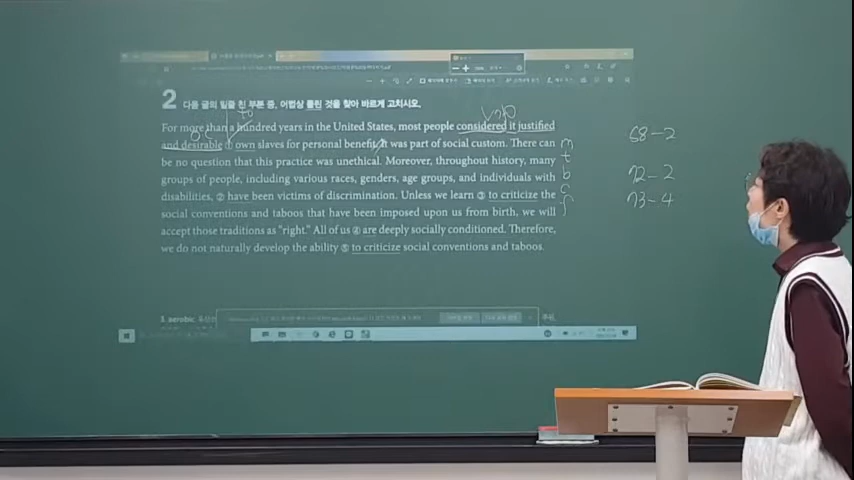 2 다음 글의 밑줄 친 부분 중, 어법상 틀린 것을 찾아 바르게 고치시오.
to
For more than a hundred years in the United States, most people considered it justified
O C
and desirable ① own slaves for personal benefit. It was part of social custom. There can
be no question that this practice was unethical. Moreover, throughout history, many
groups of people, including various races, genders, age groups, and individuals with
disabilities, ② have been victims of discrimination. Unless we learn ③ to criticize the
social conventions and taboos that have been imposed upon us from birth, we will
accept those traditions as "right." All of us ④ are deeply socially conditioned. Therefore,
we do not naturally develop the ability ⑤ to criticize social conventions and taboos.
m
t
b
c
f
68-2
72-2
73-4
3. aerobic